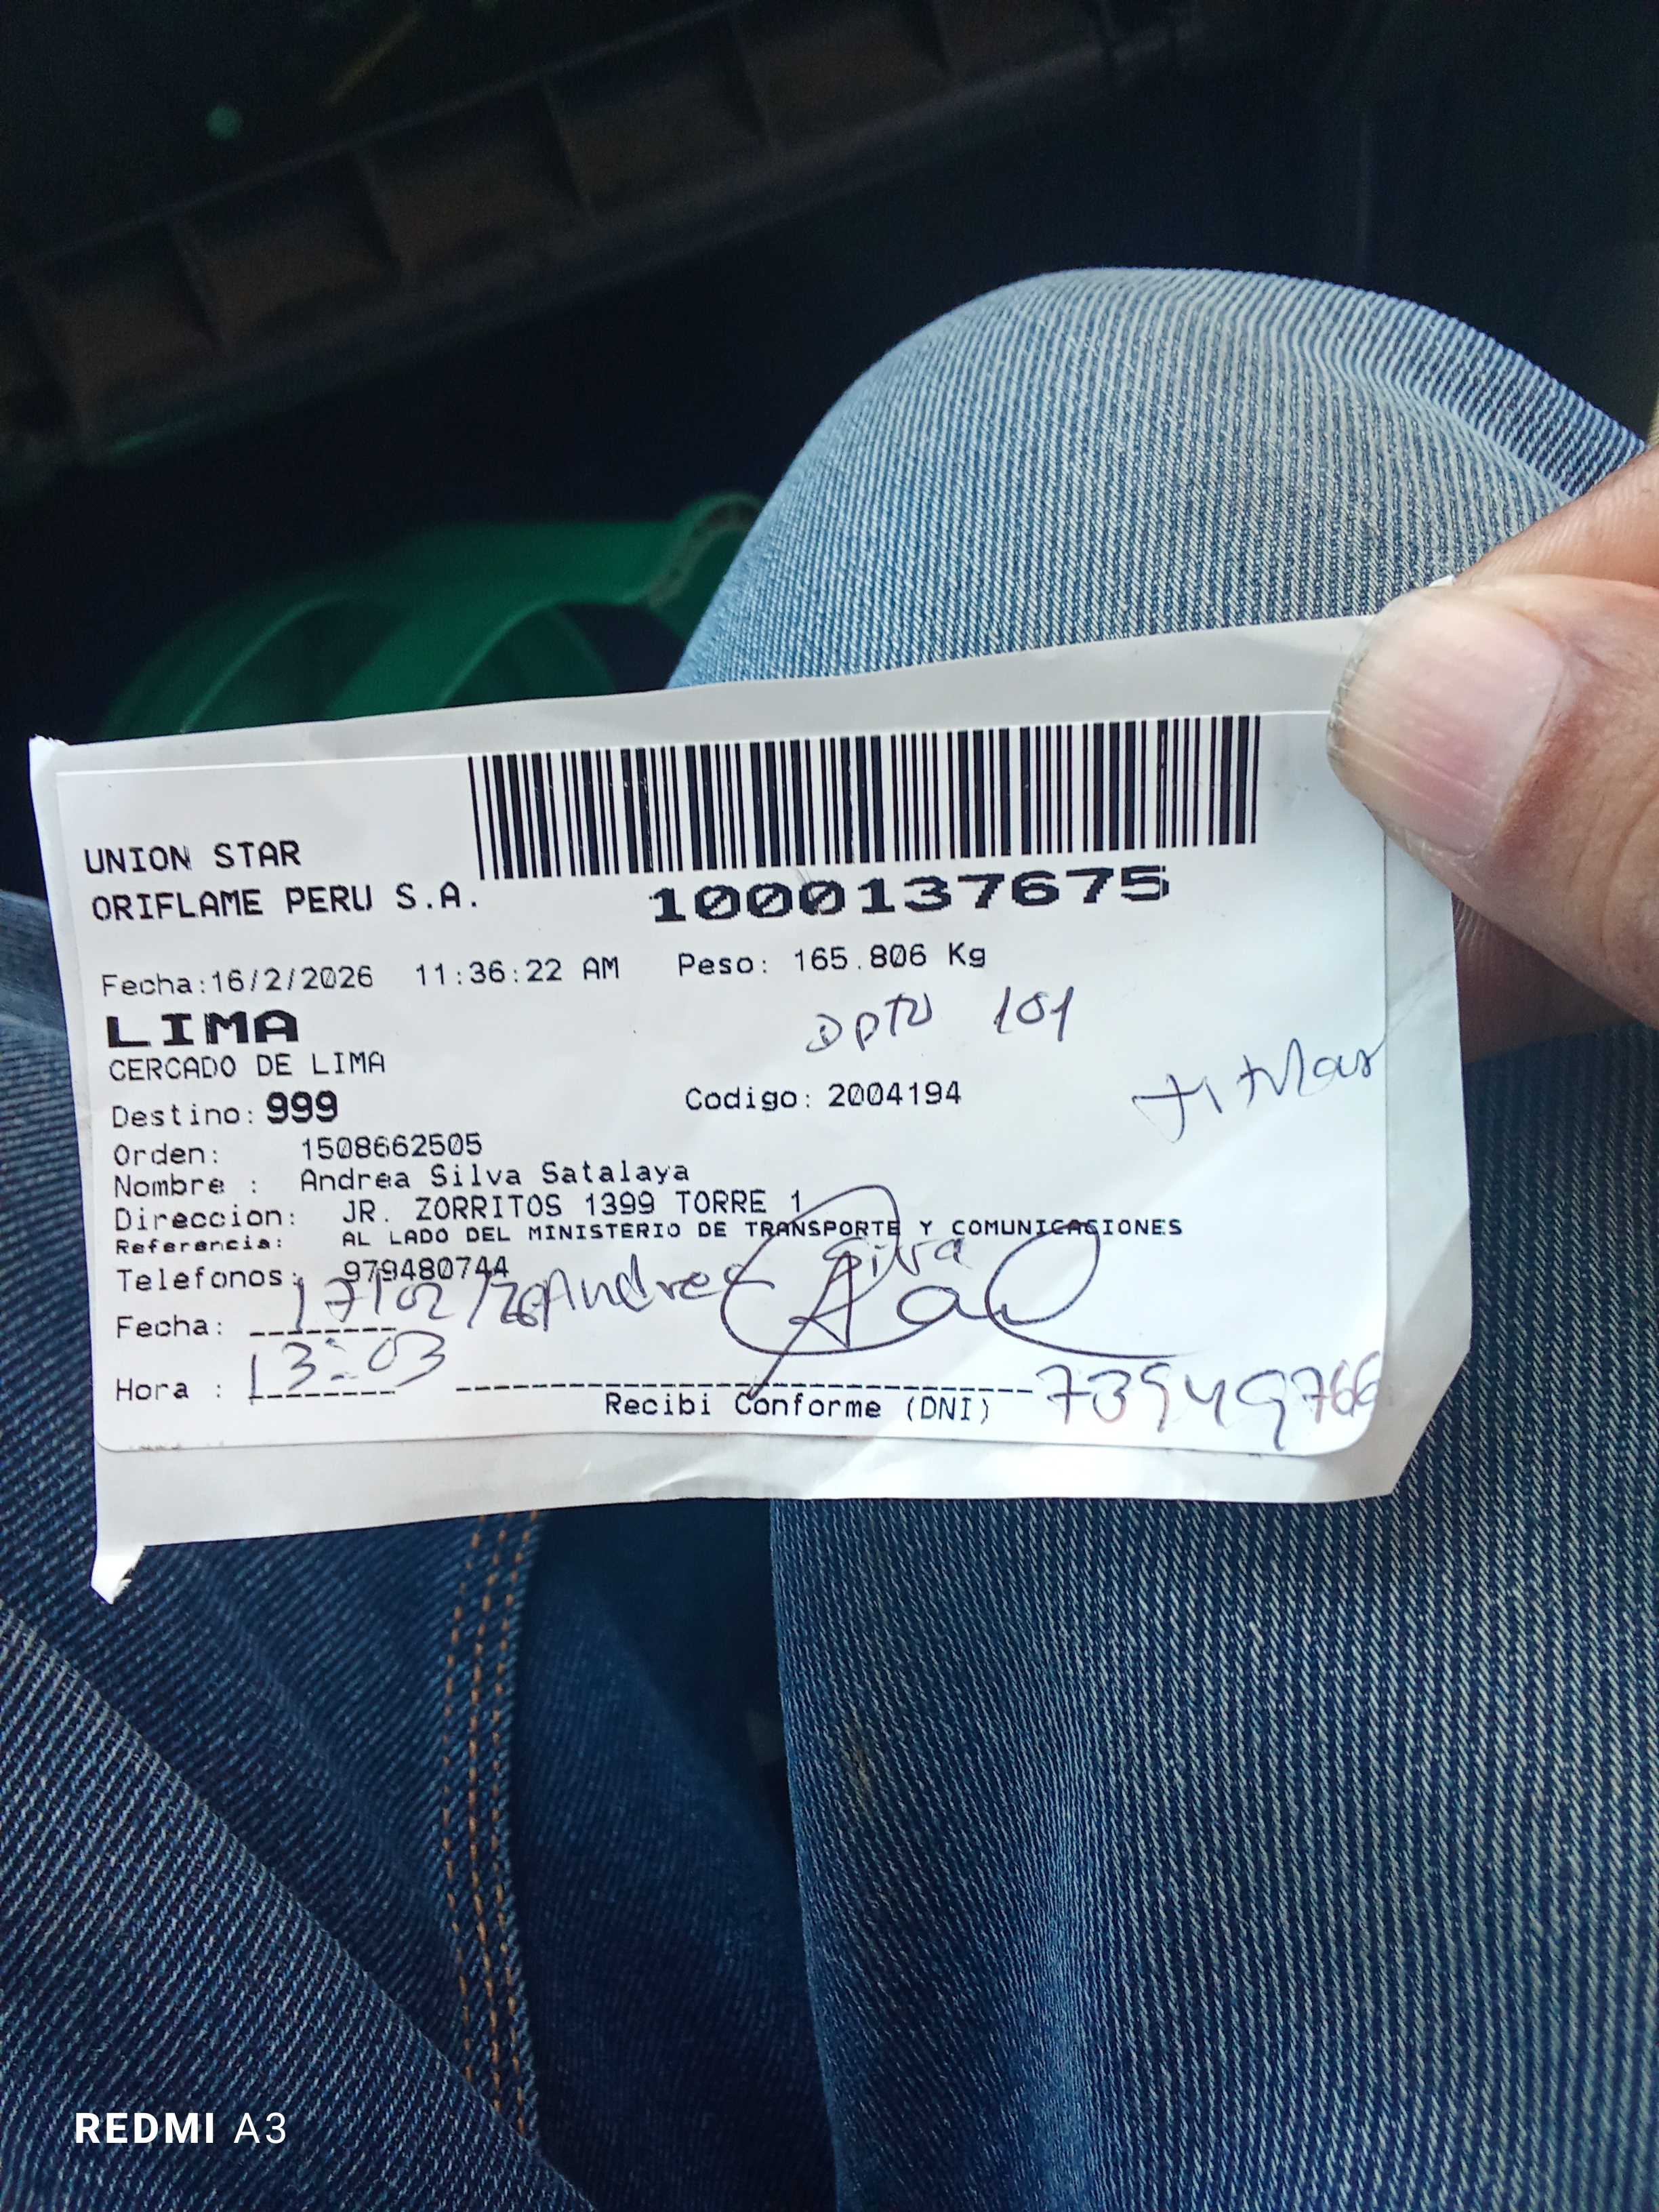 UNION STAR
ORIFLAME PERU S.A.
1000137675
Fecha:16/2/2026 11:36:22 AM Peso: 165.806 Kg
LIMA
DPTO 101
CERCADO DE LIMA
Destino: 999 Codigo: 2004194
Orden: 1508662505
Nombre : Andrea Silva Satalaya
Direccion: JR. ZORRITOS 1399 TORRE 1
Referencia: AL LADO DEL MINISTERIO DE TRANSPORTE Y COMUNICACIONES
Telefonos: 979480744
Fecha: 17/02/26 Andrea Silva
Hora : 13:03
Recibi Conforme (DNI)
REDMI A3